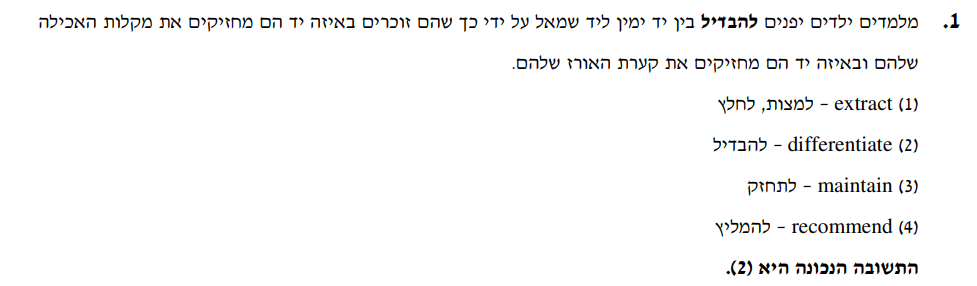 1. מלמדים ילדים יפנים להבדיל בין יד ימין ליד שמאל על ידי כך שהם זוכרים באיזה יד הם מחזיקים את מקלות האכילה
שלהם ובאיזה יד הם מחזיקים את קערת האורז שלהם.
(1) extract – למצות, לחלץ
(2) differentiate – להבדיל
(3) maintain – לתחזק
(4) recommend – להמליץ
התשובה הנכונה היא (2).